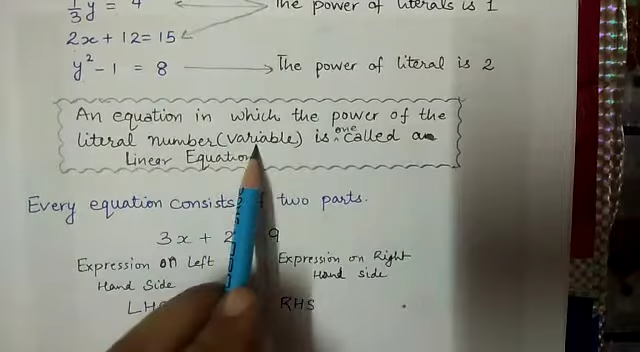 1/3 y = 4 The power of literals is 1
2x + 12 = 15
y² - 1 = 8 The power of literal is 2
An equation in which the power of the
literal number (variable) is one called a
Linear Equation
Every equation consists two parts.
3x + 2 9
Expression on Left Expression on Right
Hand Side Hand side
LH RHS